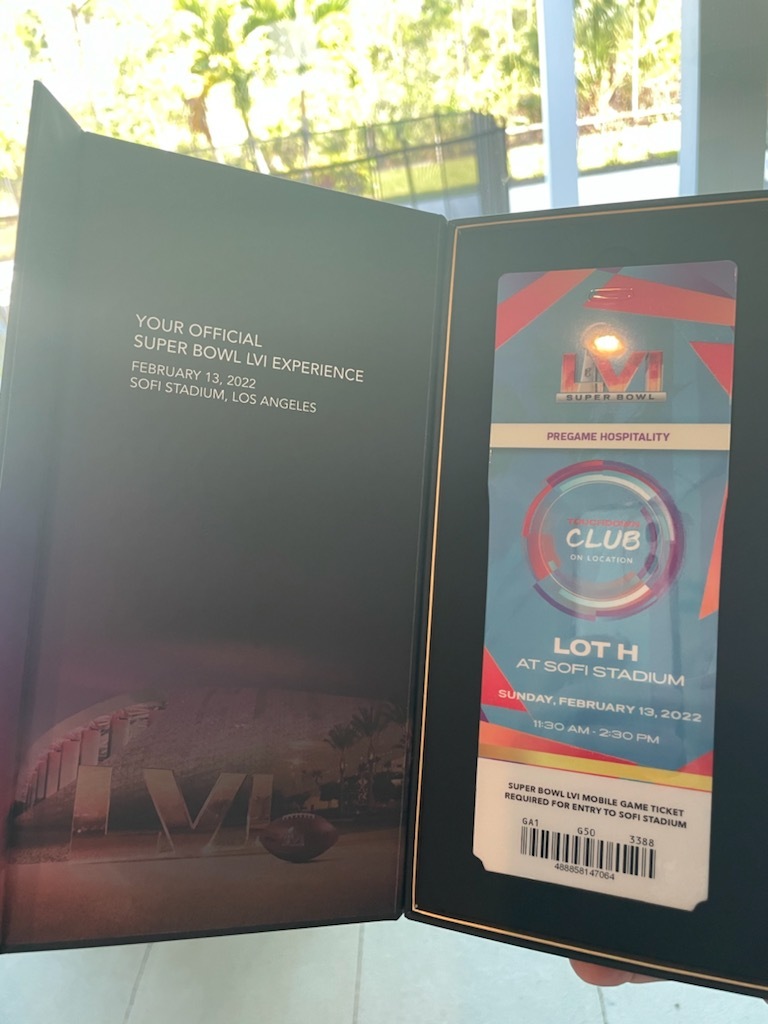 YOUR OFFICIAL
SUPER BOWL LVI EXPERIENCE
FEBRUARY 13, 2022
SOFI STADIUM, LOS ANGELES
LVI
LVI
SUPER BOWL
PREGAME HOSPITALITY
TOUCHDOWN
CLUB
ON LOCATION
LOT H
AT SOFI STADIUM
SUNDAY, FEBRUARY 13, 2022
11:30 AM - 2:30 PM
SUPER BOWL LVI MOBILE GAME TICKET
REQUIRED FOR ENTRY TO SOFI STADIUM
GA1 G50 3388
488858147064